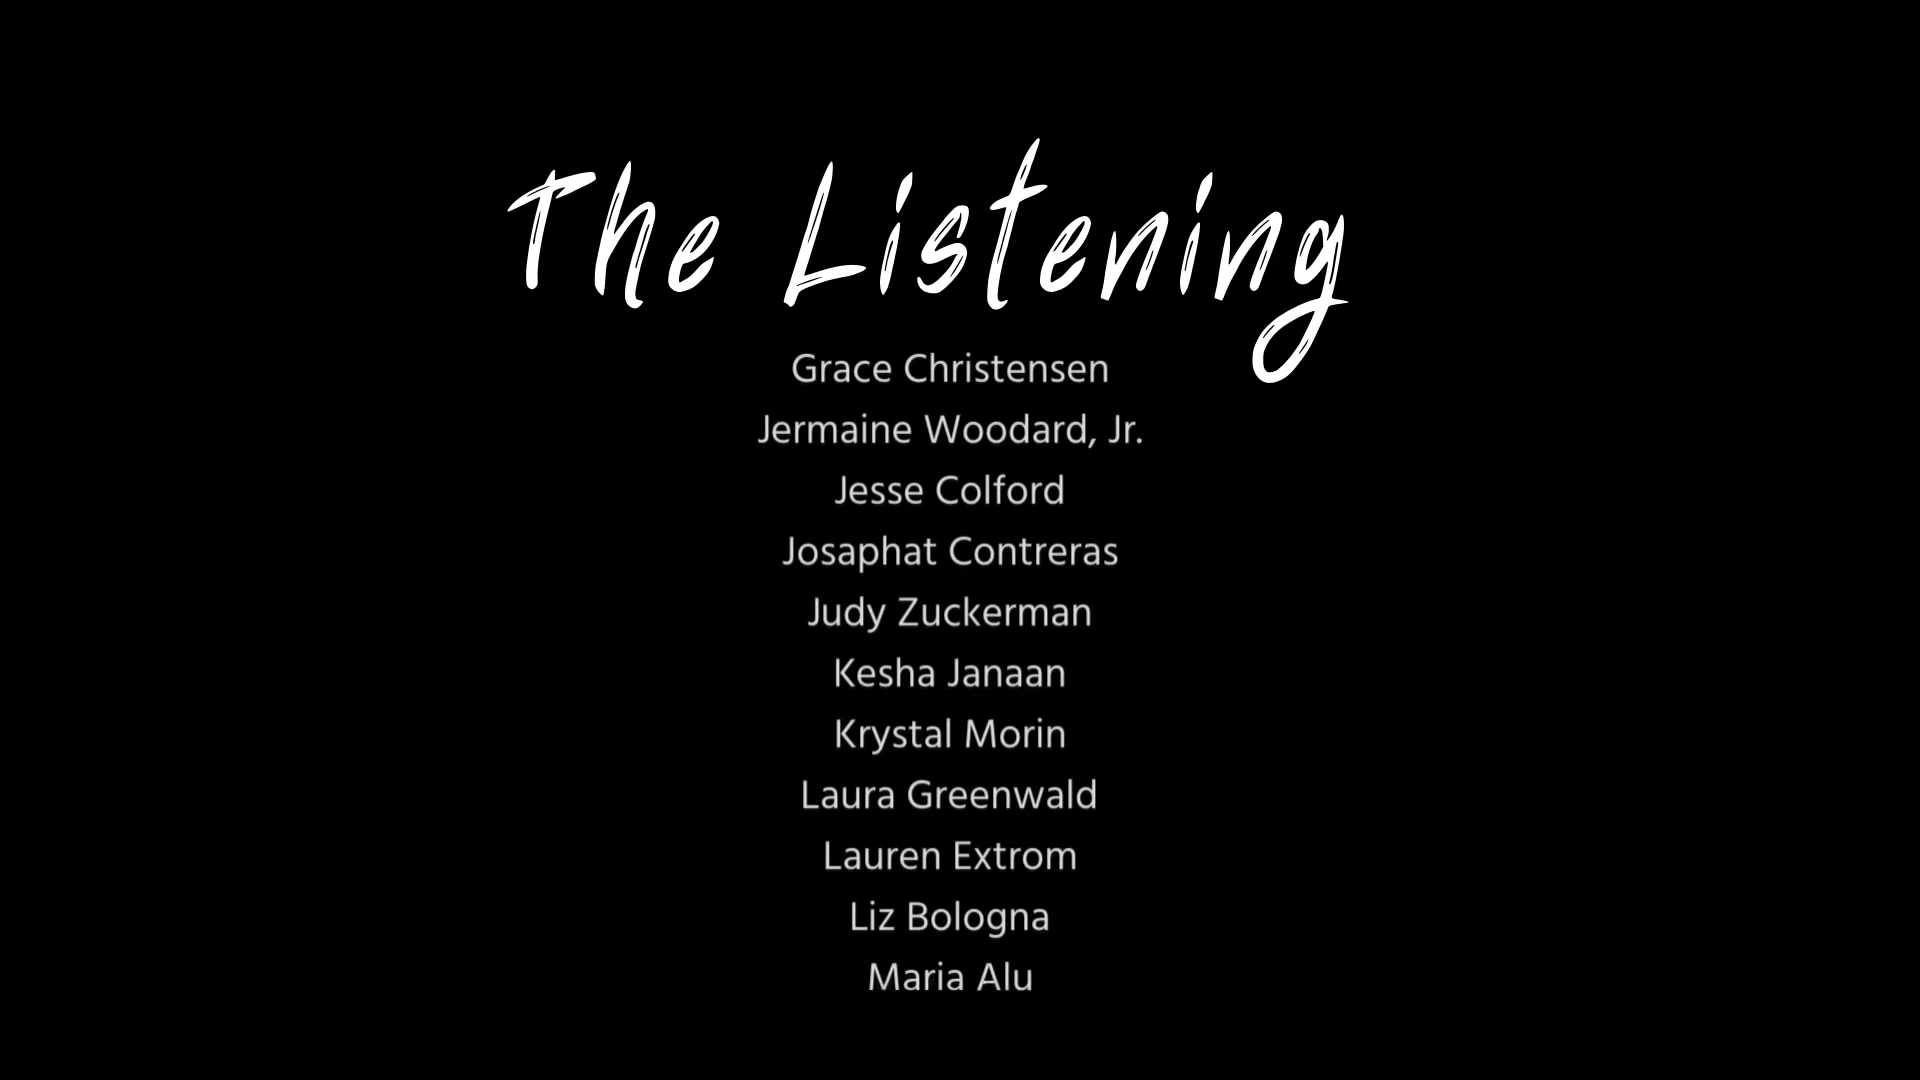 The Listening
Grace Christensen
Jermaine Woodard, Jr.
Jesse Colford
Josaphat Contreras
Judy Zuckerman
Kesha Janaan
Krystal Morin
Laura Greenwald
Lauren Extrom
Liz Bologna
Maria Alu